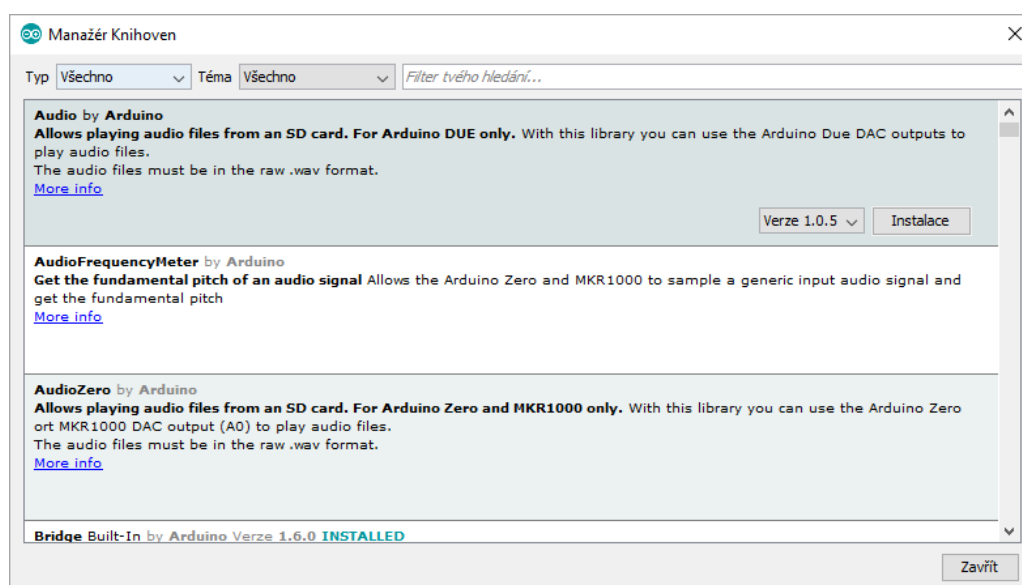 Manažér Knihoven
Typ Všechno Téma Všechno Filter tvého hledání...
Audio by Arduino
Allows playing audio files from an SD card. For Arduino DUE only. With this library you can use the Arduino Due DAC outputs to
play audio files.
The audio files must be in the raw .wav format.
More info
Verze 1.0.5 Instalace
AudioFrequencyMeter by Arduino
Get the fundamental pitch of an audio signal Allows the Arduino Zero and MKR1000 to sample a generic input audio signal and
get the fundamental pitch
More info
AudioZero by Arduino
Allows playing audio files from an SD card. For Arduino Zero and MKR1000 only. With this library you can use the Arduino Zero
ort MKR1000 DAC output (A0) to play audio files.
The audio files must be in the raw .wav format.
More info
Bridge Built-In by Arduino Verze 1.6.0 INSTALLED
Zavřít